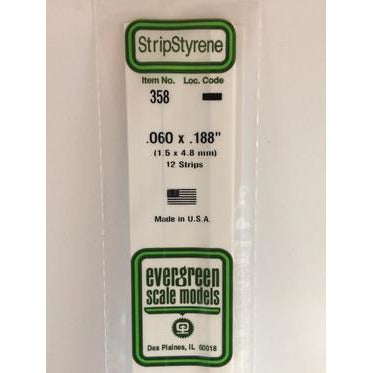 StripStyrene
Item No. Loc. Code
358
.060 x .188"
(1.5 x 4.8 mm)
12 Strips
Made in U.S.A.
evergreen
scale models
Des Plaines, IL 60018